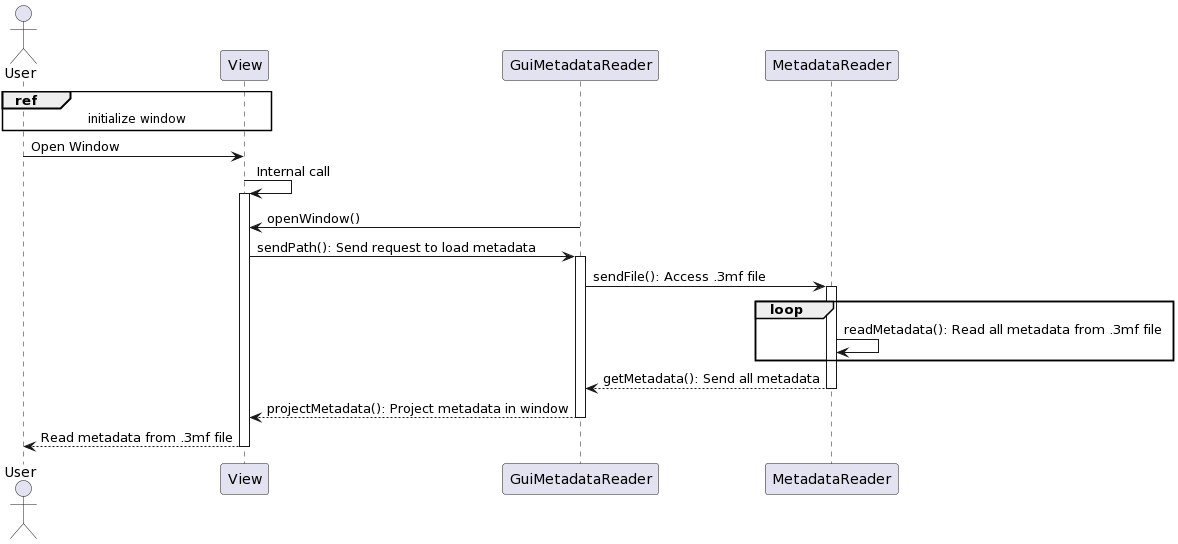 User
View
GuiMetadataReader
MetadataReader
ref
initialize window
Open Window
Internal call
openWindow()
sendPath(): Send request to load metadata
sendFile(): Access .3mf file
loop
readMetadata(): Read all metadata from .3mf file
getMetadata(): Send all metadata
projectMetadata(): Project metadata in window
Read metadata from .3mf file
User
View
GuiMetadataReader
MetadataReader